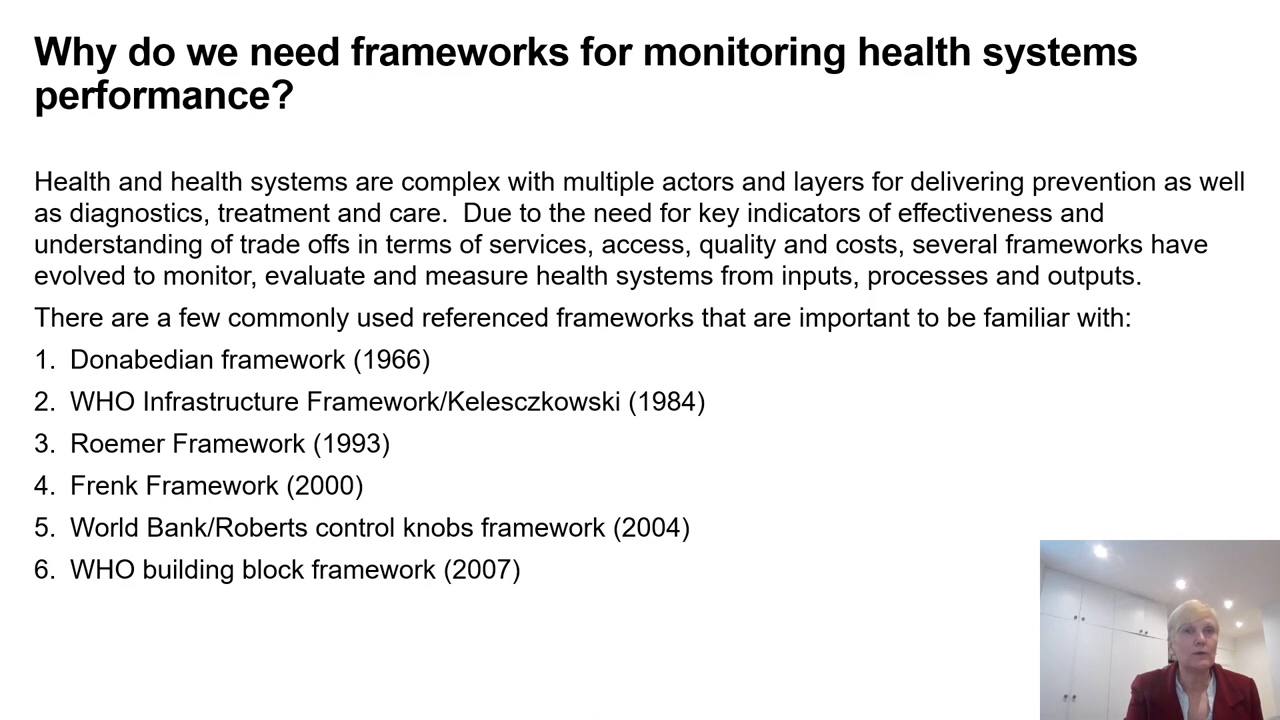 Why do we need frameworks for monitoring health systems
performance?
Health and health systems are complex with multiple actors and layers for delivering prevention as well
as diagnostics, treatment and care.  Due to the need for key indicators of effectiveness and
understanding of trade offs in terms of services, access, quality and costs, several frameworks have
evolved to monitor, evaluate and measure health systems from inputs, processes and outputs.
There are a few commonly used referenced frameworks that are important to be familiar with:
1. Donabedian framework (1966)
2. WHO Infrastructure Framework/Kelesczkowski (1984)
3. Roemer Framework (1993)
4. Frenk Framework (2000)
5. World Bank/Roberts control knobs framework (2004)
6. WHO building block framework (2007)